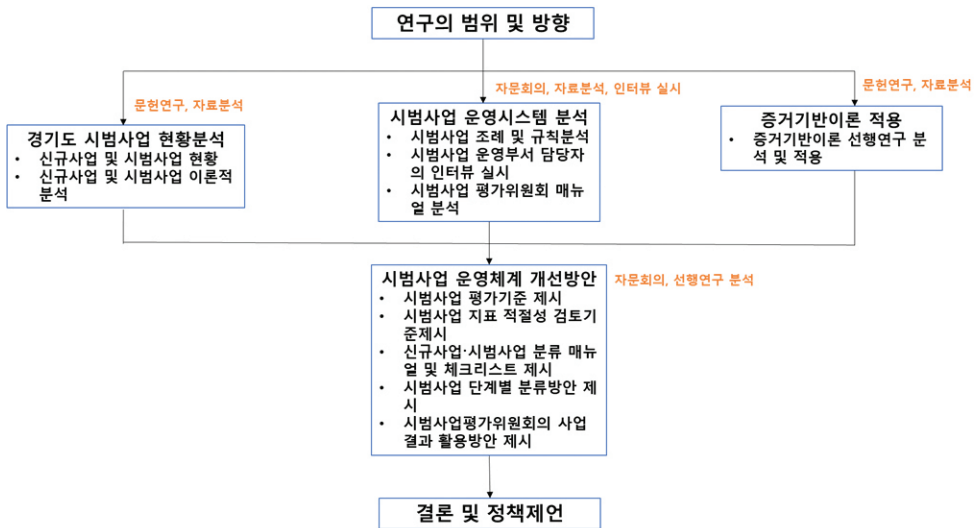 연구의 범위 및 방향
문헌연구, 자료분석
자문회의, 자료분석, 인터뷰 실시
문헌연구, 자료분석
경기도 시범사업 현황분석
• 신규사업 및 시범사업 현황
• 신규사업 및 시범사업 이론적
분석
시범사업 운영시스템 분석
• 시범사업 조례 및 규칙분석
• 시범사업 운영부서 담당자
의 인터뷰 실시
• 시범사업 평가위원회 매뉴
얼 분석
증거기반이론 적용
• 증거기반이론 선행연구 분
석 및 적용
시범사업 운영체계 개선방안
• 시범사업 평가기준 제시
• 시범사업 지표 적절성 검토기
준제시
• 신규사업·시범사업 분류 매뉴
얼 및 체크리스트 제시
• 시범사업 단계별 분류방안 제
시
• 시범사업평가위원회의 사업
결과 활용방안 제시
자문회의, 선행연구 분석
결론 및 정책제언